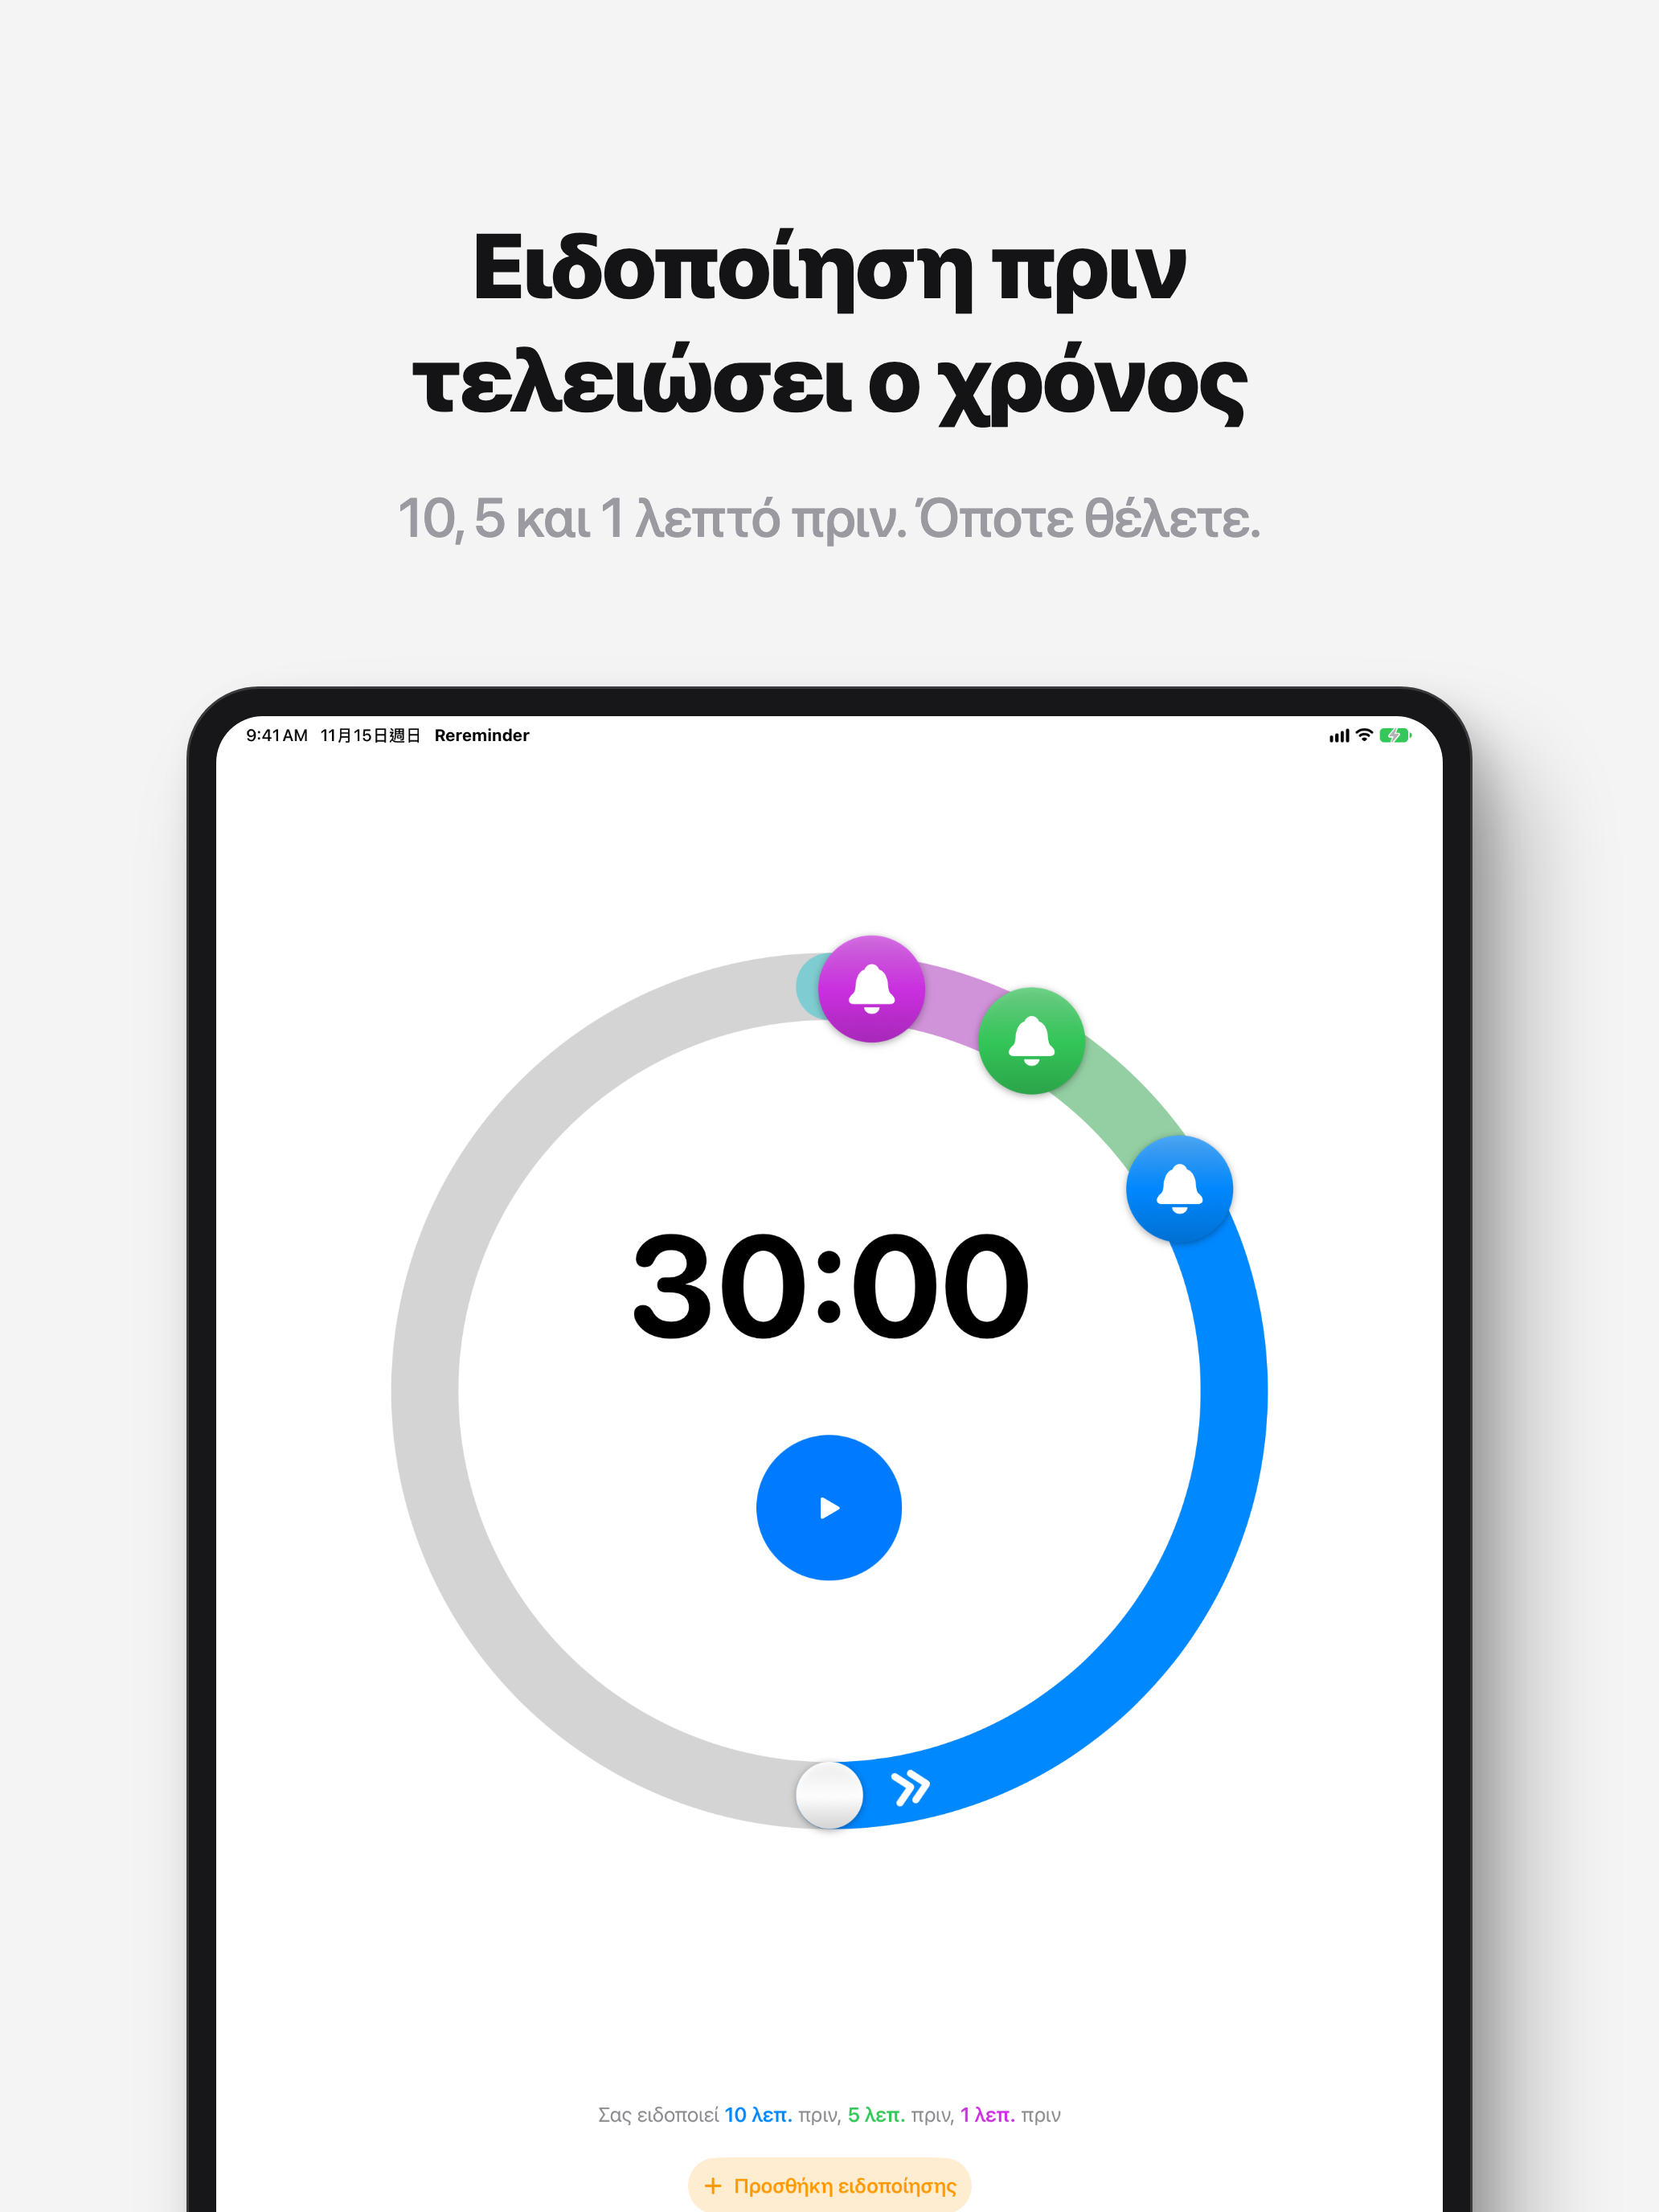 Ειδοποίηση πριν
τελειώσει ο χρόνος
10, 5 και 1 λεπτό πριν. Όποτε θέλετε.
9:41 AM 11月15日週日 Rereminder
30:00
Σας ειδοποιεί 10 λεπ. πριν, 5 λεπ. πριν, 1 λεπ. πριν
+ Προσθήκη ειδοποίησης